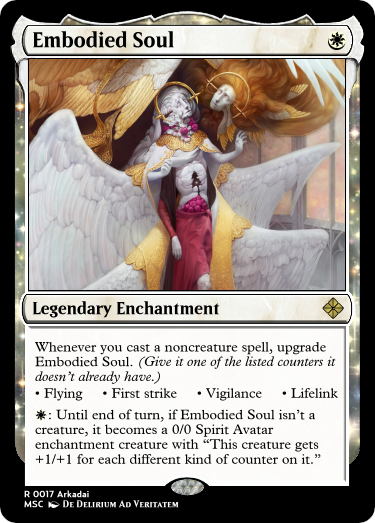 Embodied Soul
Legendary Enchantment
Whenever you cast a noncreature spell, upgrade
Embodied Soul. (Give it one of the listed counters it
doesn't already have.)
• Flying • First strike • Vigilance • Lifelink
: Until end of turn, if Embodied Soul isn't a
creature, it becomes a 0/0 Spirit Avatar
enchantment creature with “This creature gets
+1/+1 for each different kind of counter on it.”
R 0017 Arkadai
MSC De Delirium Ad Veritatem